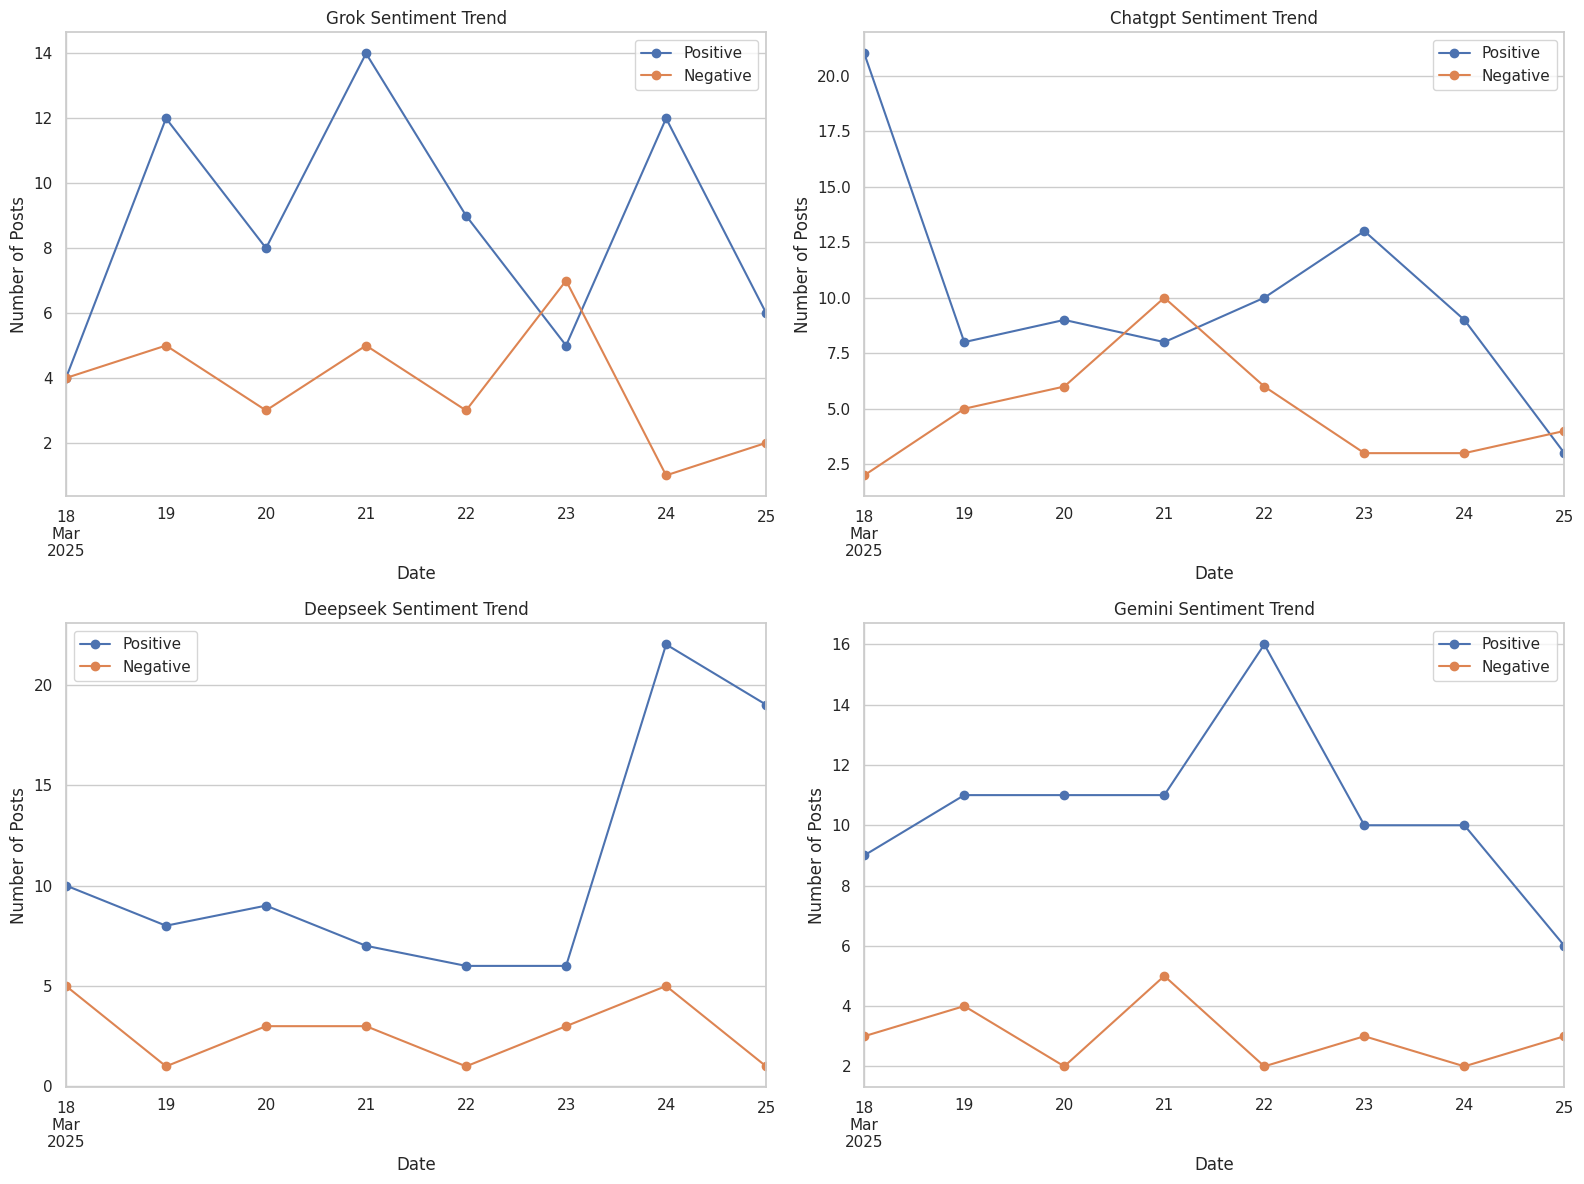 Grok Sentiment Trend
Positive
Negative
14
12
10
8
6
4
2
Number of Posts
18 19 20 21 22 23 24 25
Mar
2025
Date
Chatgpt Sentiment Trend
Positive
Negative
20.0
17.5
15.0
12.5
10.0
7.5
5.0
2.5
Number of Posts
18 19 20 21 22 23 24 25
Mar
2025
Date
Deepseek Sentiment Trend
Positive
Negative
20
15
10
5
0
Number of Posts
18 19 20 21 22 23 24 25
Mar
2025
Date
Gemini Sentiment Trend
Positive
Negative
16
14
12
10
8
6
4
2
Number of Posts
18 19 20 21 22 23 24 25
Mar
2025
Date